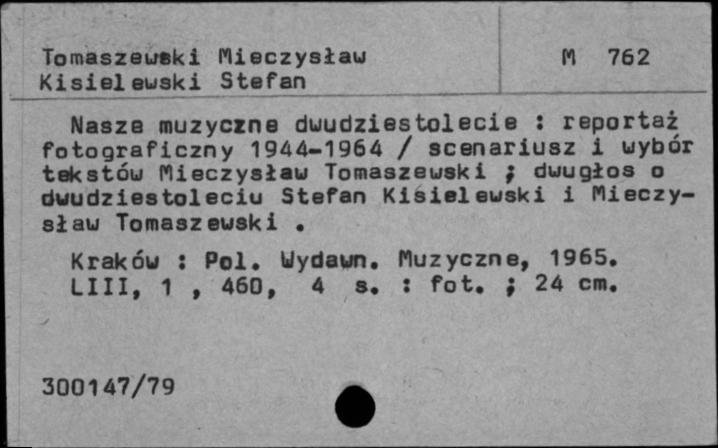 Tomaszewski Mieczysław M 762
Kisielewski Stefan
Nasze muzyczne dwudziestolecie : reportaż
fotograficzny 1944-1964 / scenariusz i wybór
tekstów Mieczysław Tomaszewski ; dwugłos o
dwudziestoleciu Stefan Kisielewski i Mieczy-
sław Tomaszewski .
Kraków : Pol. Wydawn. Muzyczne, 1965.
LIII, 1 , 460, 4 s. : fot. ; 24 cm.
300147/79